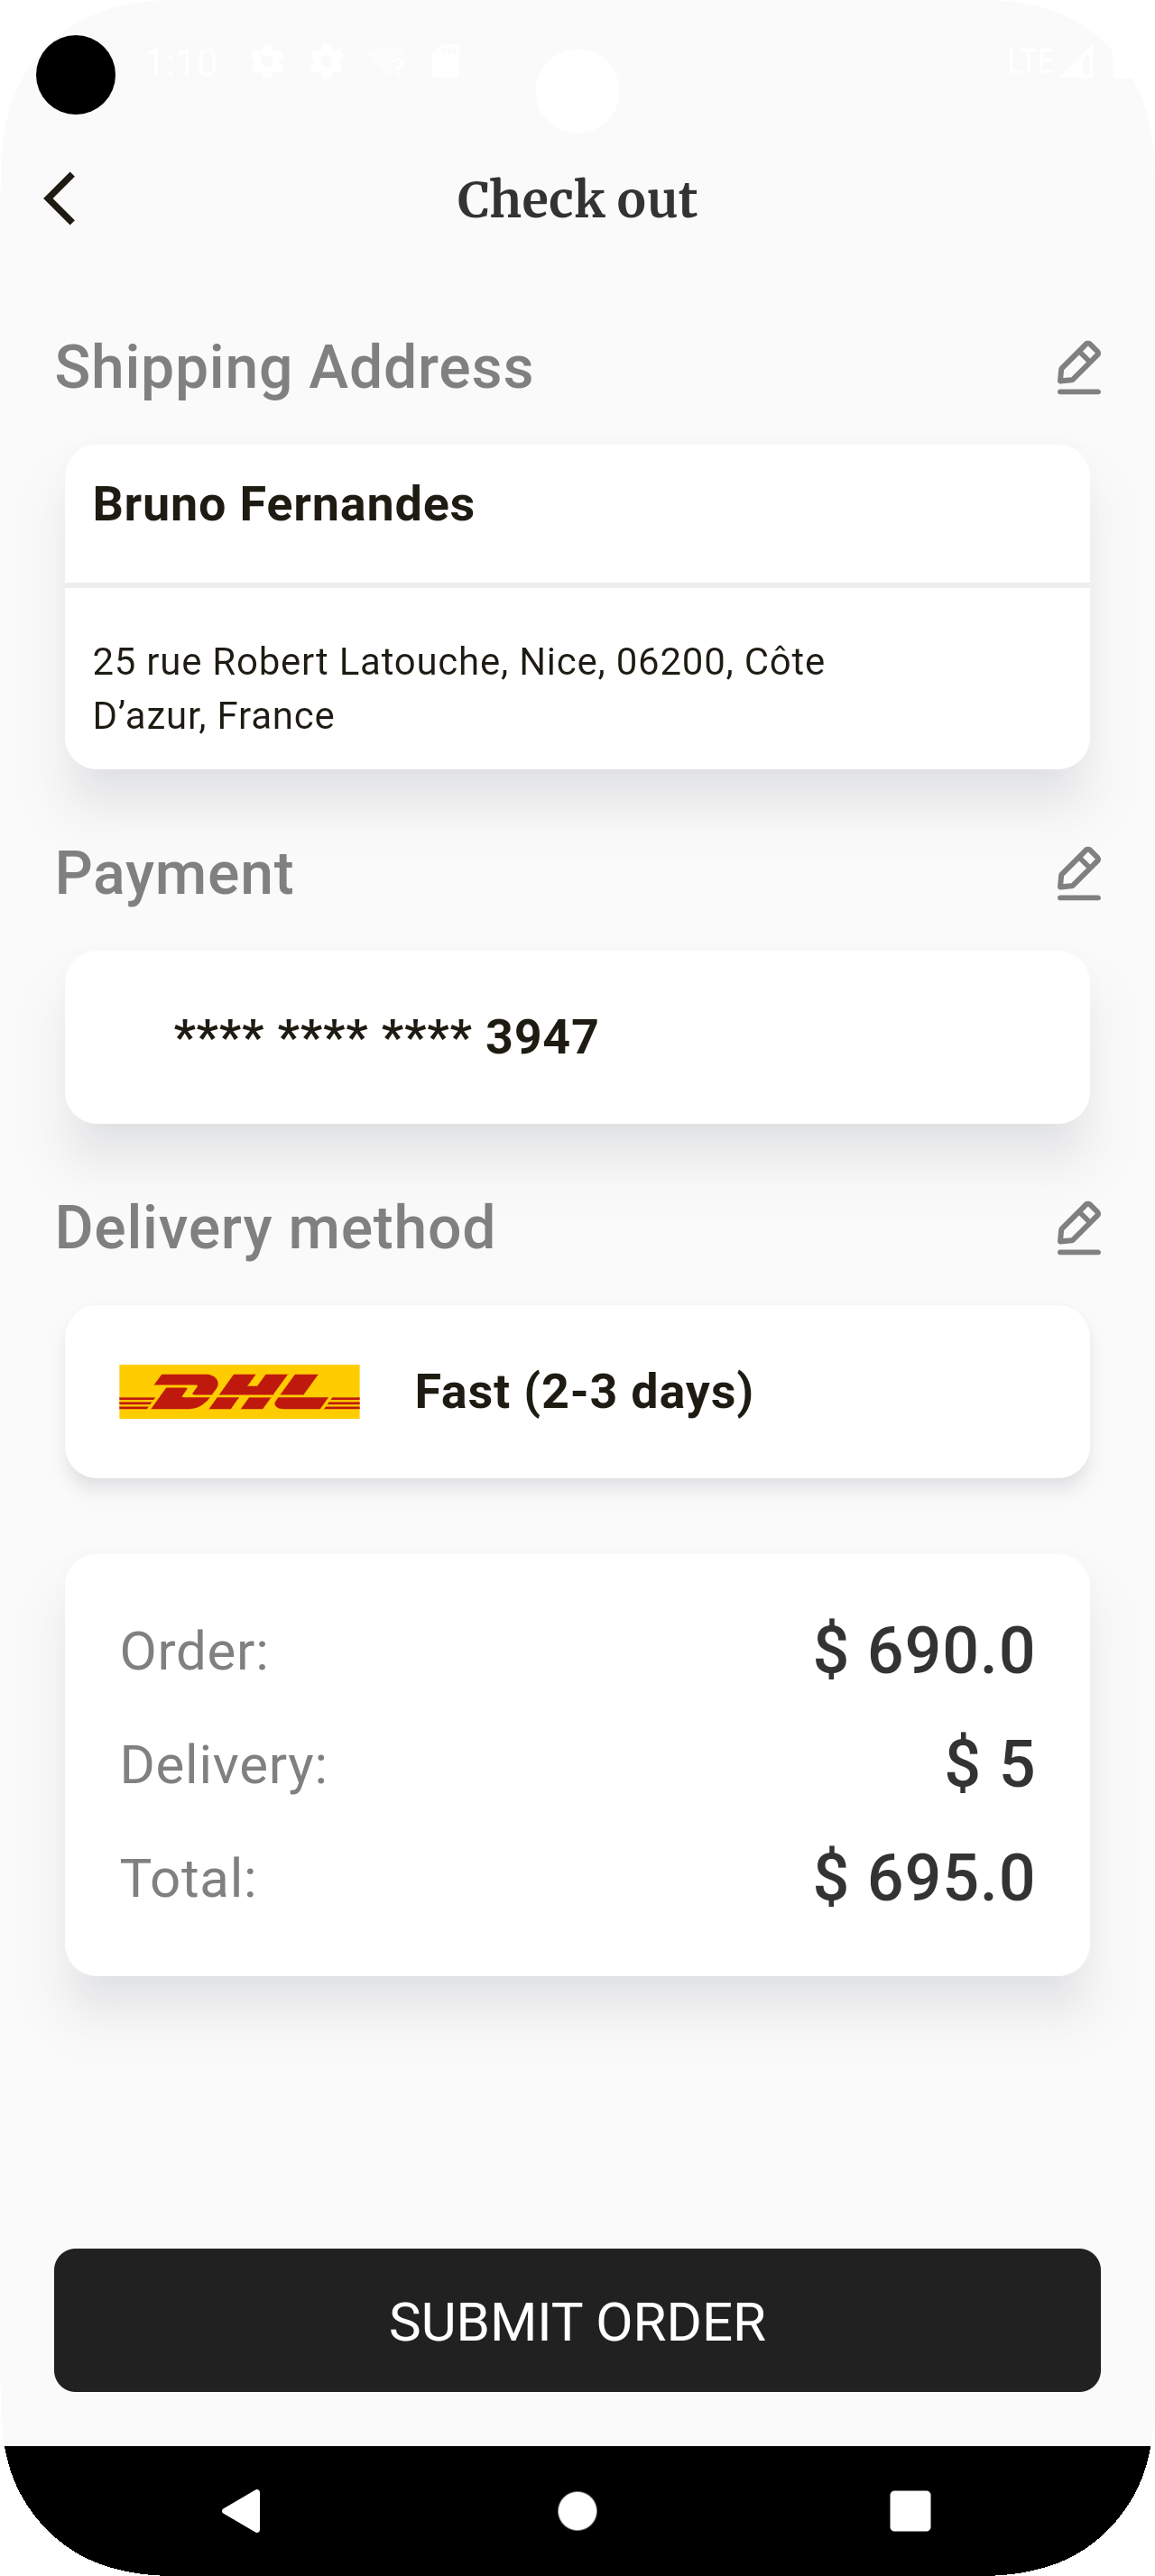 1:10
LTE
Check out
Shipping Address
Bruno Fernandes
25 rue Robert Latouche, Nice, 06200, Côte
D’azur, France
Payment
**** **** **** 3947
Delivery method
DHL Fast (2-3 days)
Order: $ 690.0
Delivery: $ 5
Total: $ 695.0
SUBMIT ORDER